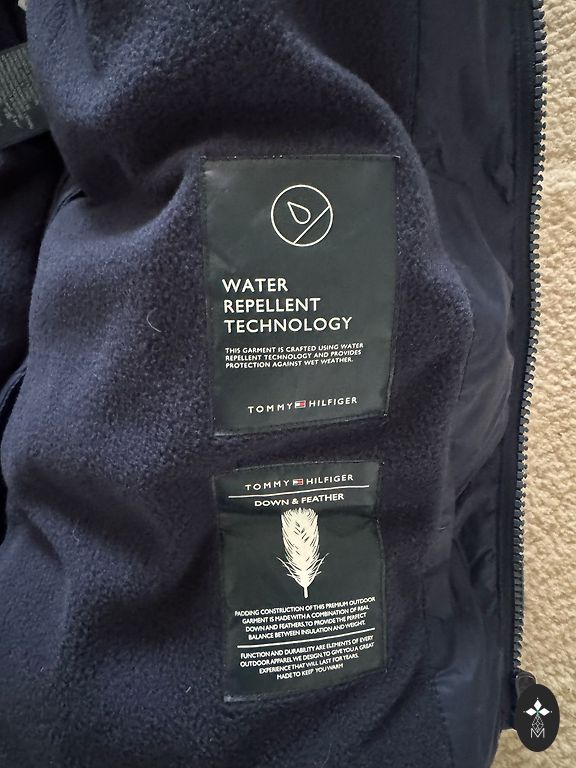 WATER
REPELLENT
TECHNOLOGY
THIS GARMENT IS CRAFTED USING WATER
REPELLENT TECHNOLOGY AND PROVIDES
PROTECTION AGAINST WET WEATHER.
TOMMY HILFIGER
TOMMY HILFIGER
DOWN & FEATHER
PADDING CONSTRUCTION OF THIS PREMIUM OUTDOOR
GARMENT IS MADE WITH A COMBINATION OF REAL
DOWN AND FEATHERS, TO PROVIDE THE PERFECT
BALANCE BETWEEN INSULATION AND WEIGHT.
FUNCTION AND DURABILITY ARE ELEMENTS OF EVERY
OUTDOOR APPAREL WE DESIGN, TO GIVE YOU A GREAT
EXPERIENCE THAT WILL LAST FOR YEARS.
MADE TO KEEP YOU WARM
M